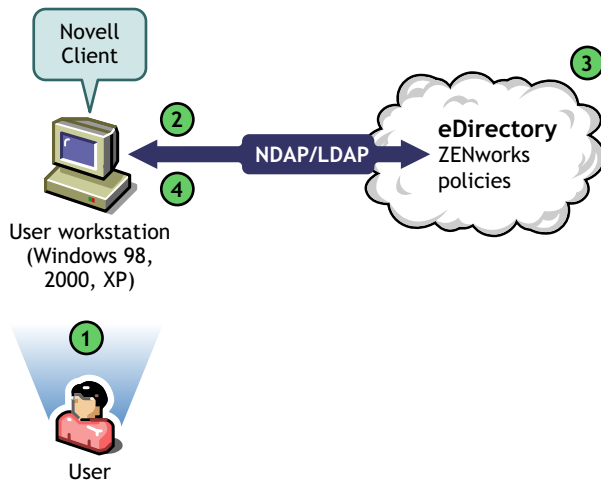 Novell
Client
3
2
eDirectory
ZENworks
policies
NDAP/LDAP
4
User workstation
(Windows 98,
2000, XP)
1
User